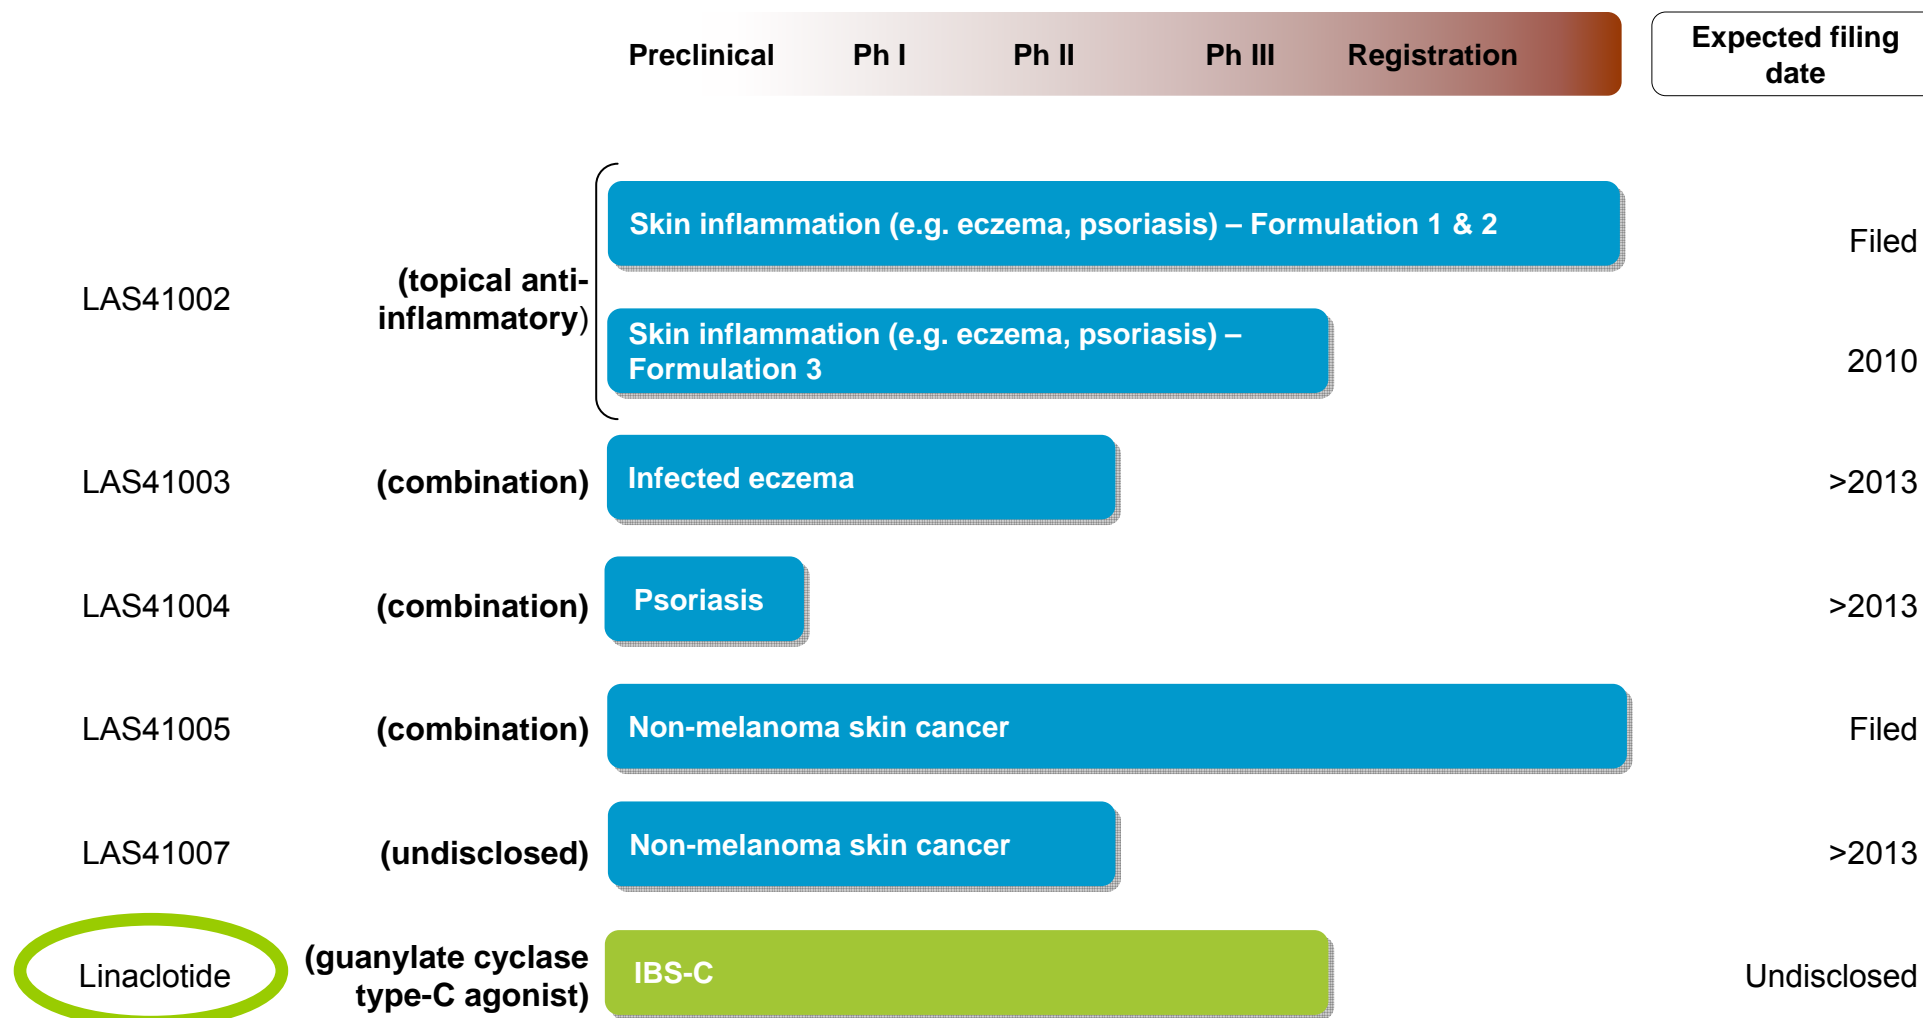 Preclinical Ph I Ph II Ph III Registration
Expected filing
date
Skin inflammation (e.g. eczema, psoriasis) – Formulation 1 & 2
Filed
LAS41002
(topical anti-
inflammatory)
Skin inflammation (e.g. eczema, psoriasis) –
Formulation 3
2010
LAS41003 (combination) Infected eczema >2013
LAS41004 (combination) Psoriasis >2013
LAS41005 (combination) Non-melanoma skin cancer Filed
LAS41007 (undisclosed) Non-melanoma skin cancer >2013
Linaclotide
(guanylate cyclase
type-C agonist)
IBS-C
Undisclosed